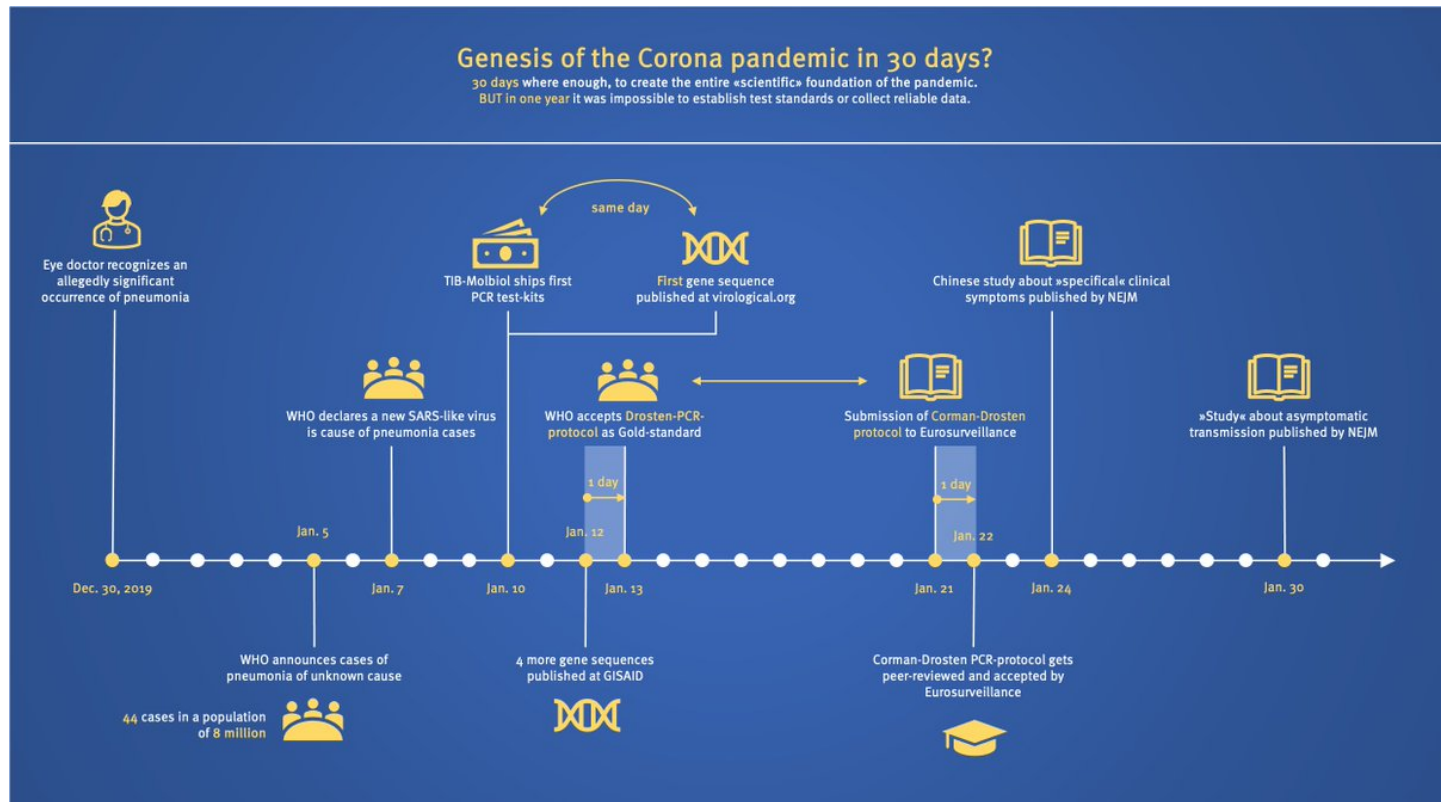 Genesis of the Corona pandemic in 30 days?
30 days where enough, to create the entire «scientific» foundation of the pandemic.
BUT in one year it was impossible to establish test standards or collect reliable data.
same day
Eye doctor recognizes an
allegedly significant
occurrence of pneumonia
TIB-Molbiol ships first
PCR test-kits
First gene sequence
published at virological.org
Chinese study about »specifical« clinical
symptoms published by NEJM
WHO declares a new SARS-like virus
is cause of pneumonia cases
WHO accepts Drosten-PCR-
protocol as Gold-standard
Submission of Corman-Drosten
protocol to Eurosurveillance
»Study« about asymptomatic
transmission published by NEJM
1 day
1 day
Jan. 5
Jan. 12
Jan. 22
Dec. 30, 2019
Jan. 7
Jan. 10
Jan. 13
Jan. 21
Jan. 24
Jan. 30
WHO announces cases of
pneumonia of unknown cause
44 cases in a population
of 8 million
4 more gene sequences
published at GISAID
Corman-Drosten PCR-protocol gets
peer-reviewed and accepted by
Eurosurveillance